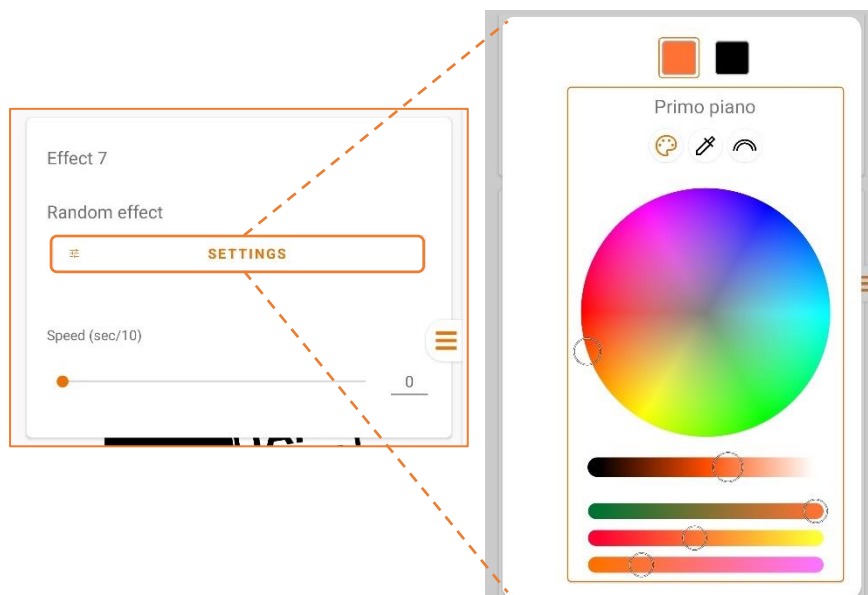 Effect 7
Random effect
SETTINGS
Speed (sec/10)
0
Primo piano